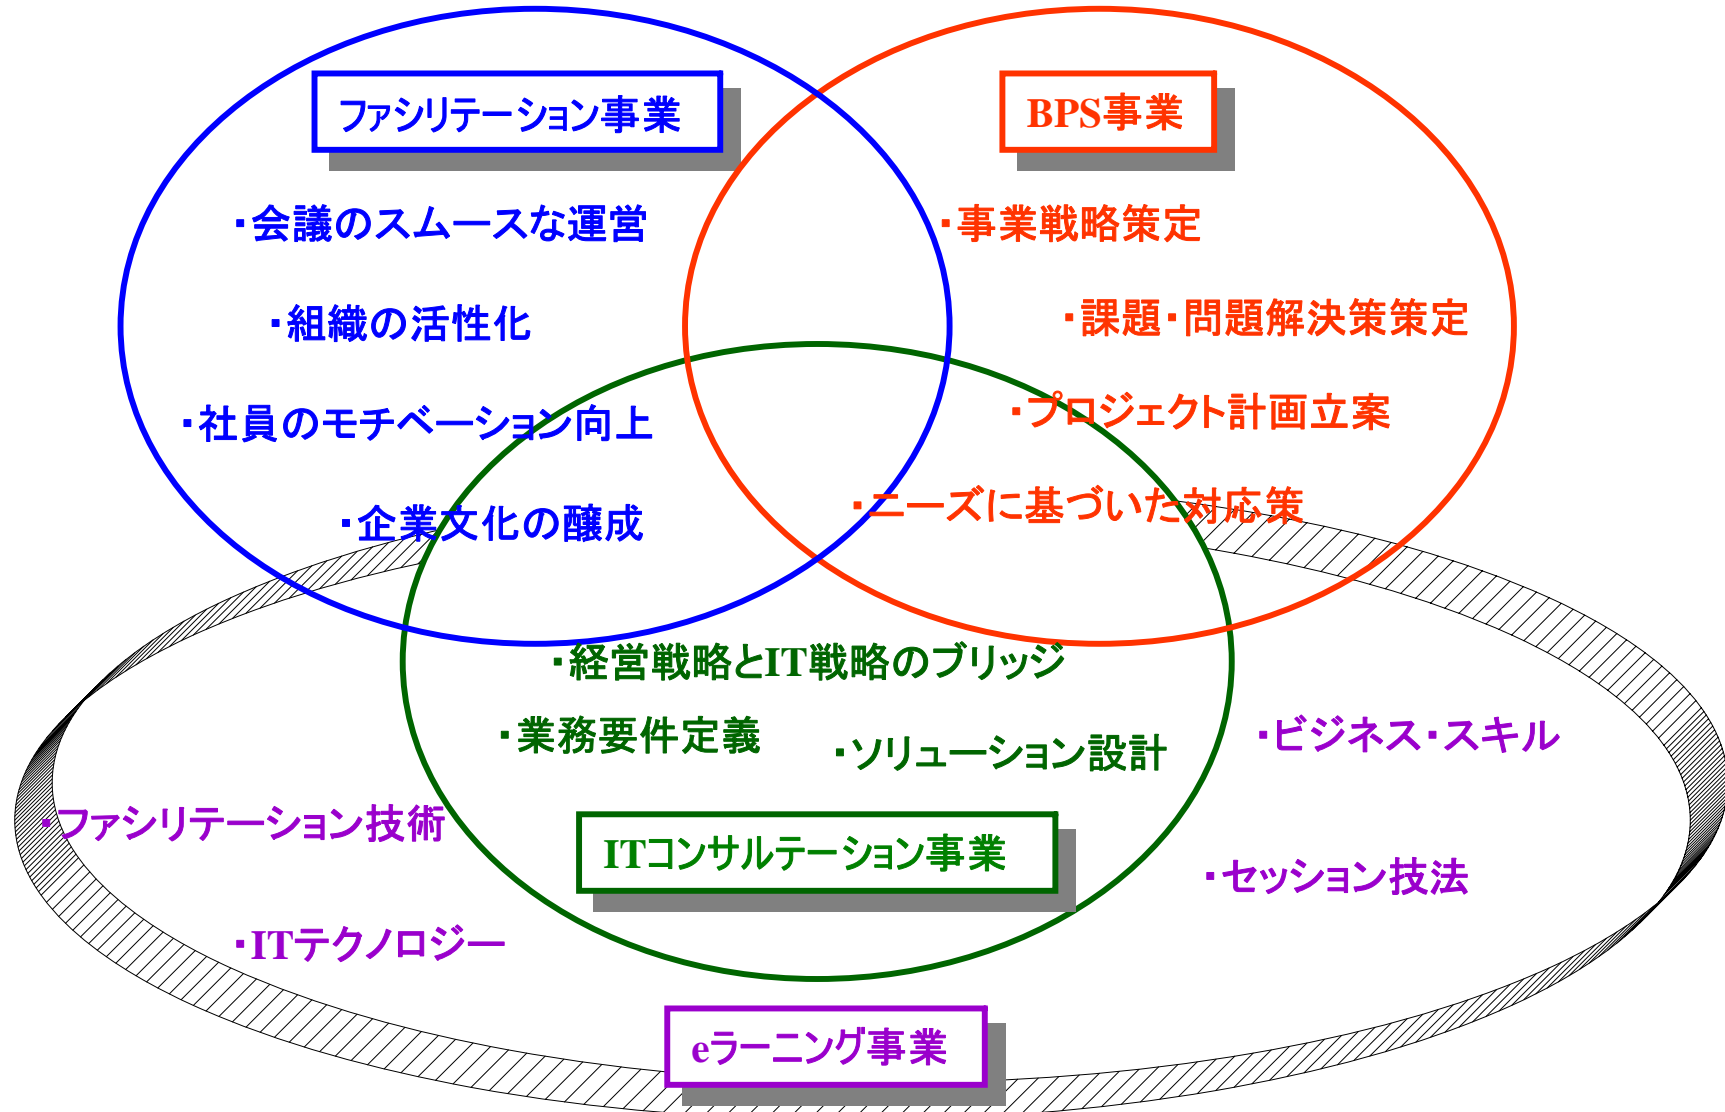 ファシリテーション事業
BPS事業
・会議のスムースな運営
・事業戦略策定
・組織の活性化
・課題・問題解決策策定
・社員のモチベーション向上
・プロジェクト計画立案
・企業文化の醸成
・ニーズに基づいた対応策
・経営戦略とIT戦略のブリッジ
・業務要件定義
・ソリューション設計
・ビジネス・スキル
・ファシリテーション技術
ITコンサルテーション事業
・セッション技法
・ITテクノロジー
eラーニング事業